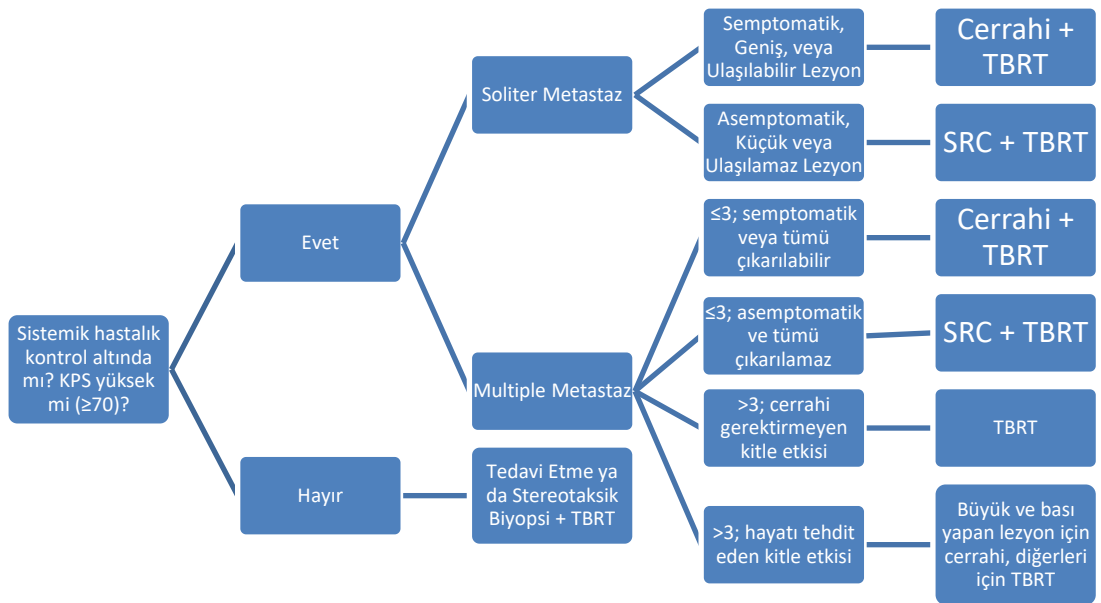 Sistemik hastalık
kontrol altında
mı? KPS yüksek
mi (≥70)?
Evet
Soliter Metastaz
Semptomatik,
Geniş, veya
Ulaşılabilir Lezyon
Cerrahi +
TBRT
Asemptomatik,
Küçük veya
Ulaşılamaz Lezyon
SRC + TBRT
Multiple Metastaz
≤3; semptomatik
veya tümü
çıkarılabilir
Cerrahi +
TBRT
≤3; asemptomatik
ve tümü
çıkarılamaz
SRC + TBRT
>3; cerrahi
gerektirmeyen
kitle etkisi
TBRT
>3; hayatı tehdit
eden kitle etkisi
Büyük ve bası
yapan lezyon için
cerrahi, diğerleri
için TBRT
Hayır
Tedavi Etme ya
da Stereotaksik
Biyopsi + TBRT